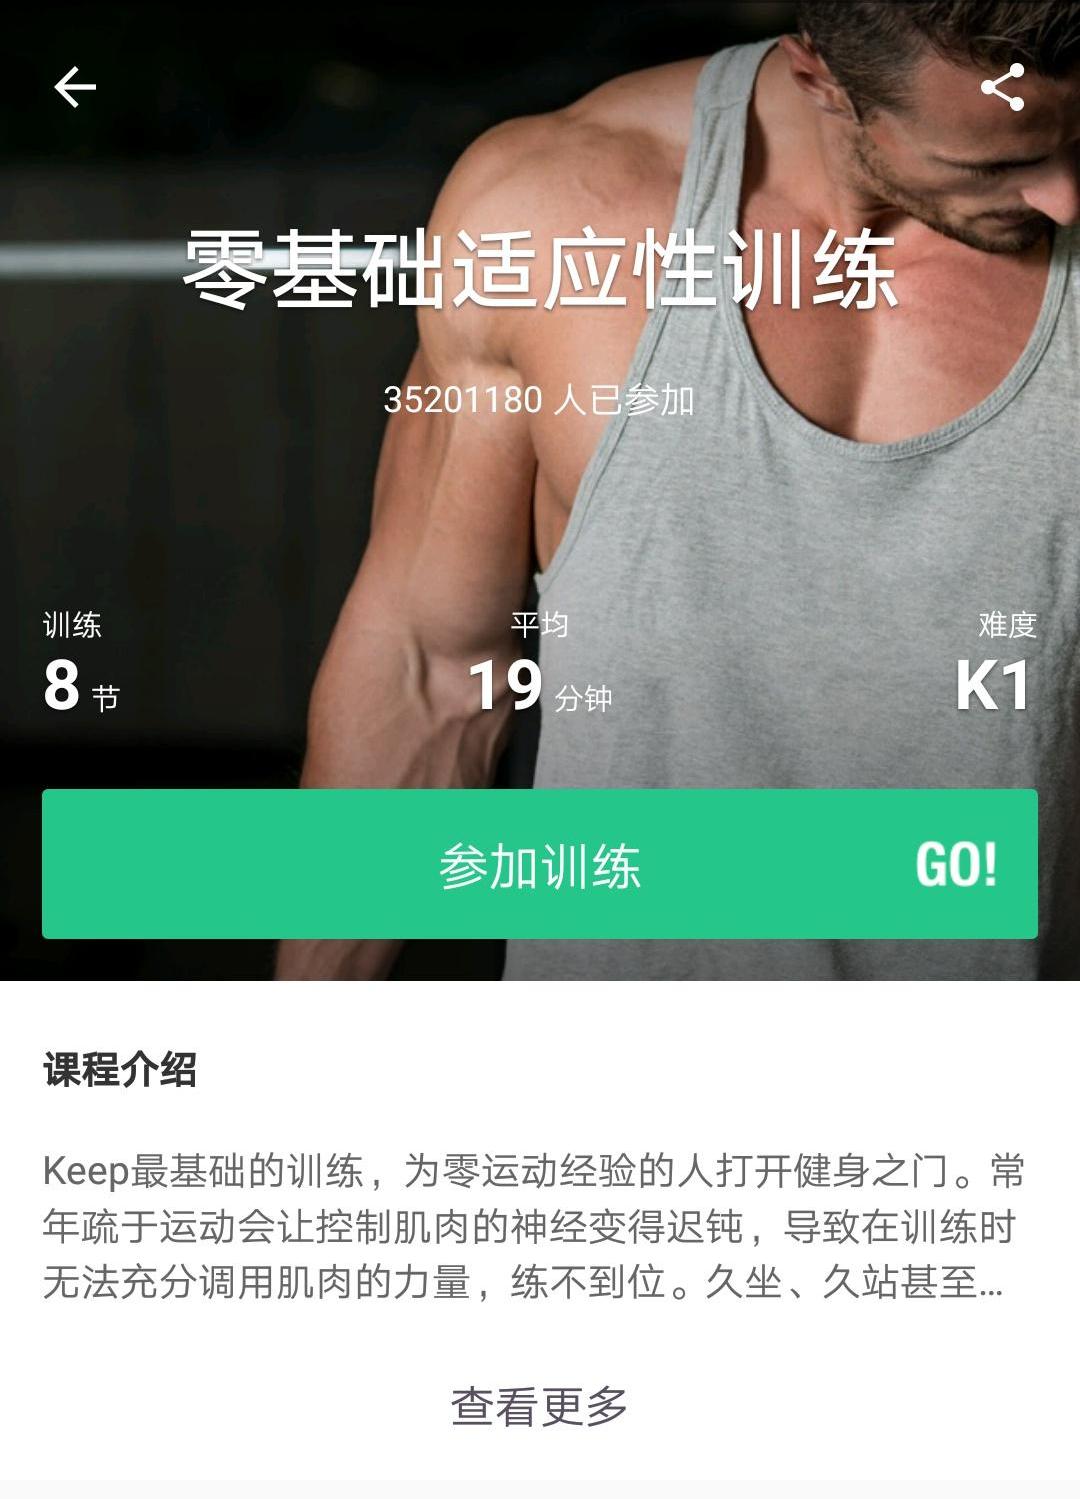 零基础适应性训练
35201180 人已参加
训练 平均 难度
8 节 19 分钟 K1
参加训练 GO!
课程介绍
Keep最基础的训练，为零运动经验的人打开健身之门。常
年疏于运动会让控制肌肉的神经变得迟钝，导致在训练时
无法充分调用肌肉的力量，练不到位。久坐、久站甚至...
查看更多